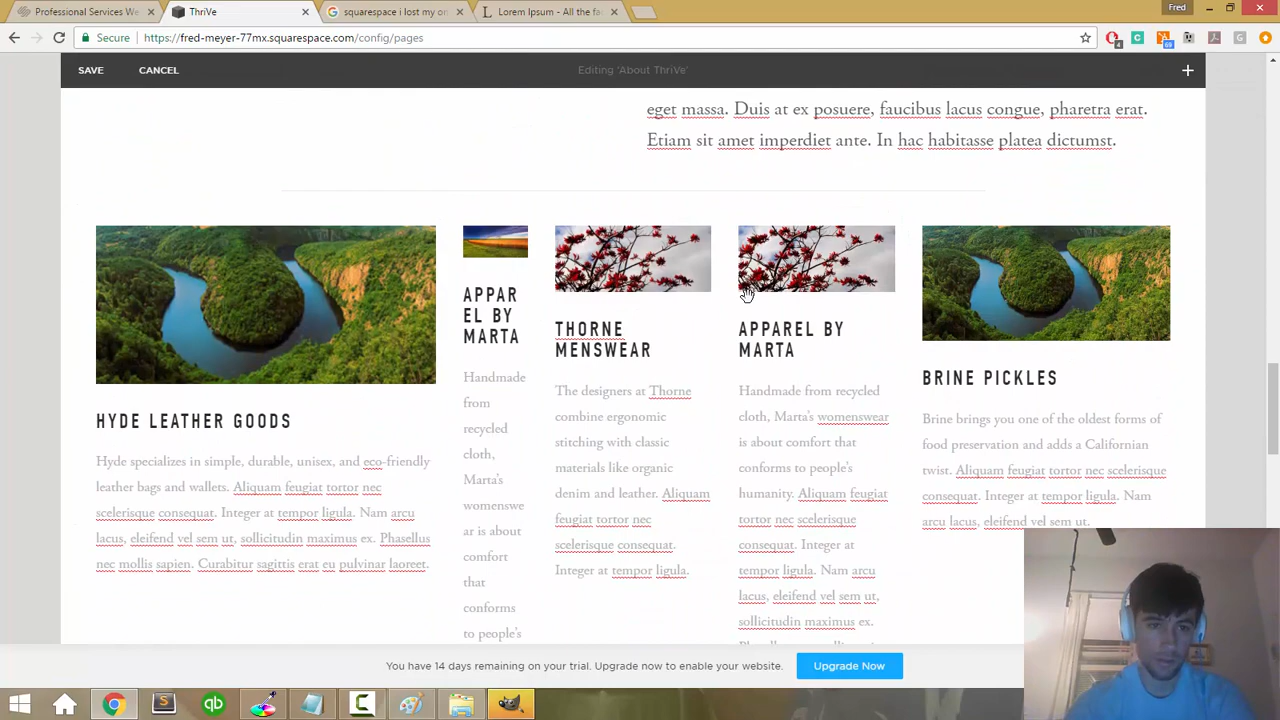 Professional Services We
ThriVe
squarespace i lost my or
Lorem Ipsum - All the fa
Fred
Secure
https://fred-meyer-77mx.squarespace.com/config/pages
SAVE
CANCEL
Editing 'About ThriVe'
eget massa. Duis at ex posuere, faucibus lacus congue, pharetra erat.
Etiam sit amet imperdiet ante. In hac habitasse platea dictumst.
HYDE LEATHER GOODS
Hyde specializes in simple, durable, unisex, and eco-friendly
leather bags and wallets. Aliquam feugiat tortor nec
scelerisque consequat. Integer at tempor ligula. Nam arcu
lacus, eleifend vel sem ut, sollicitudin maximus ex. Phasellus
nec mollis sapien. Curabitur sagittis erat eu pulvinar laoreet.
APPAR
EL BY
MARTA
Handmade
from
recycled
cloth,
Marta's
womenswe
ar is about
comfort
that
conforms
to people's
THORNE
MENSWEAR
The designers at Thorne
combine ergonomic
stitching with classic
materials like organic
denim and leather. Aliquam
feugiat tortor nec
scelerisque consequat.
Integer at tempor ligula.
APPAREL BY
MARTA
Handmade from recycled
cloth, Marta's womenswear
is about comfort that
conforms to people's
humanity. Aliquam feugiat
tortor nec scelerisque
consequat. Integer at
tempor ligula. Nam arcu
lacus, eleifend vel sem ut,
sollicitudin maximus ex.
BRINE PICKLES
Brine brings you one of the oldest forms of
food preservation and adds a Californian
twist. Aliquam feugiat tortor nec scelerisque
consequat. Integer at tempor ligula. Nam
arcu lacus, eleifend vel sem ut.
You have 14 days remaining on your trial. Upgrade now to enable your website.
Upgrade Now